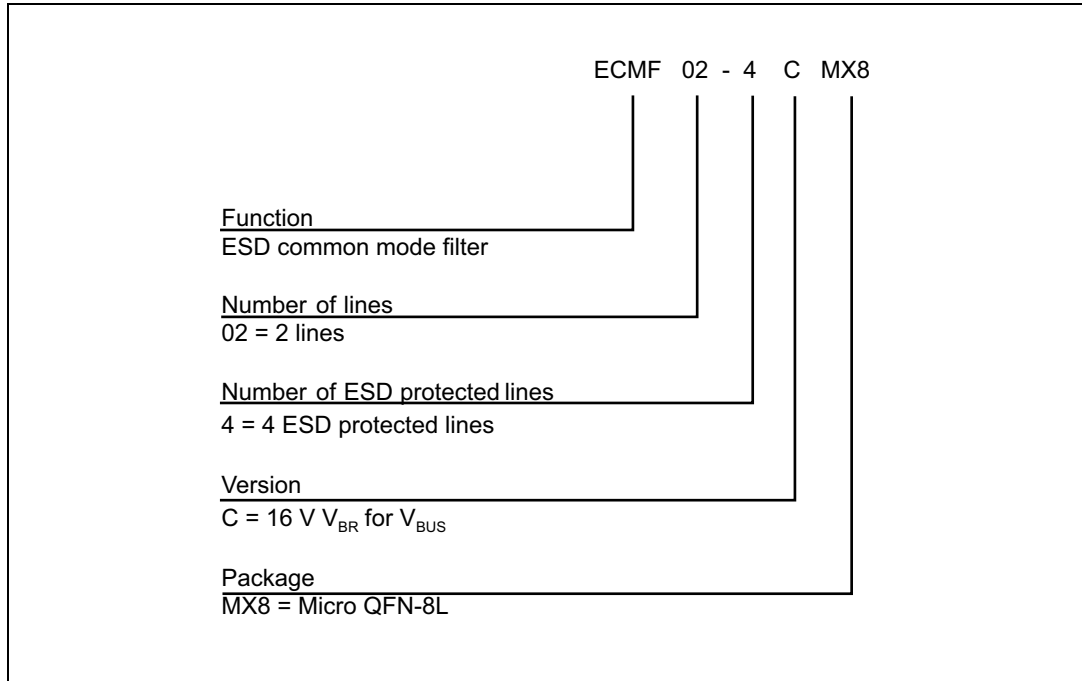 ECMF 02 - 4 C MX8
Function
ESD common mode filter
Number of lines
02 = 2 lines
Number of ESD protected lines
4 = 4 ESD protected lines
Version
C = 16 V VBR for VBUS
Package
MX8 = Micro QFN-8L